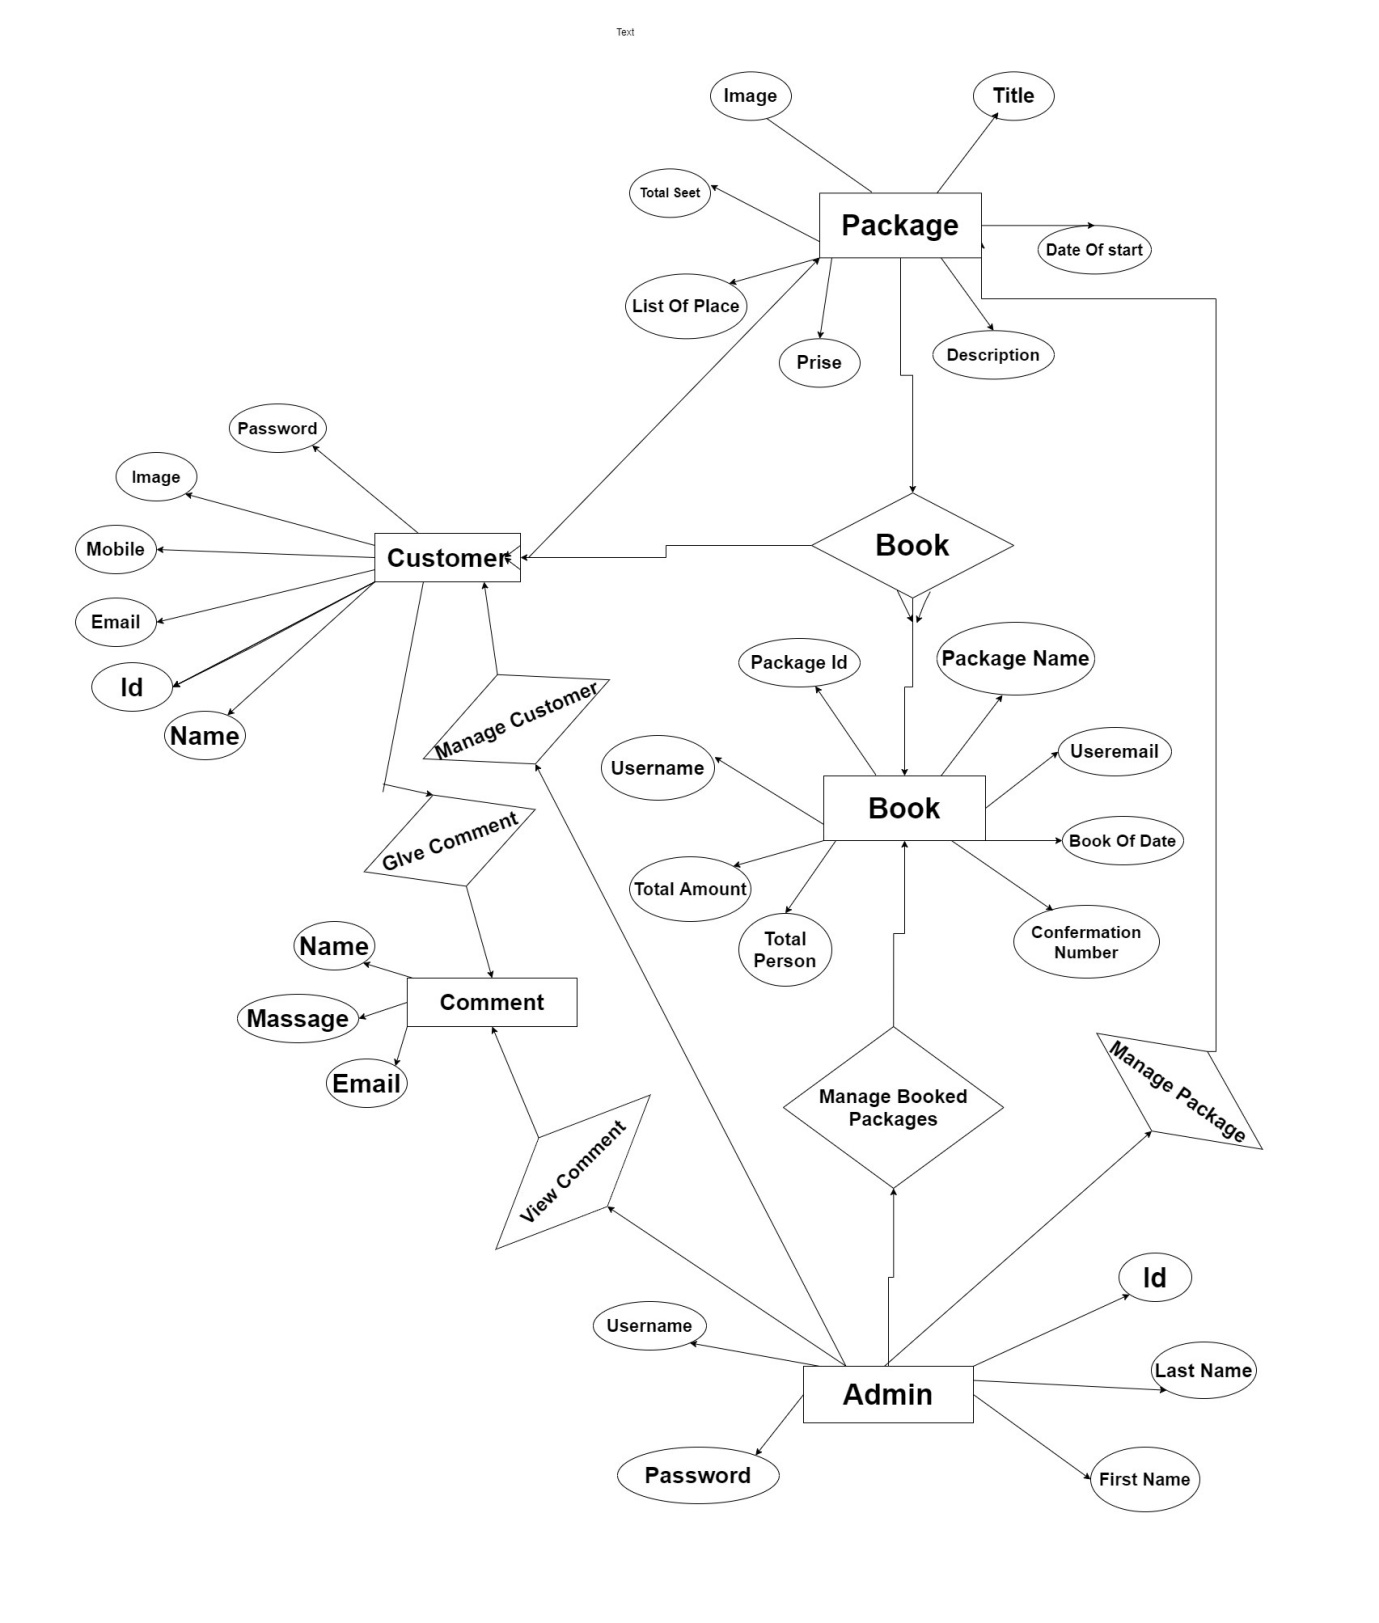 Text
Image
Title
Total Seet
Package
Date Of start
List Of Place
Prise
Description
Password
Image
Mobile
Customer
Book
Email
Id
Name
Manage Customer
Package Id
Package Name
Username
Useremail
Book
Book Of Date
GIve Comment
Total Amount
Total
Person
Confermation
Number
Name
Comment
Massage
Email
Manage Booked
Packages
Manage Package
View Comment
Id
Username
Last Name
Admin
Password
First Name